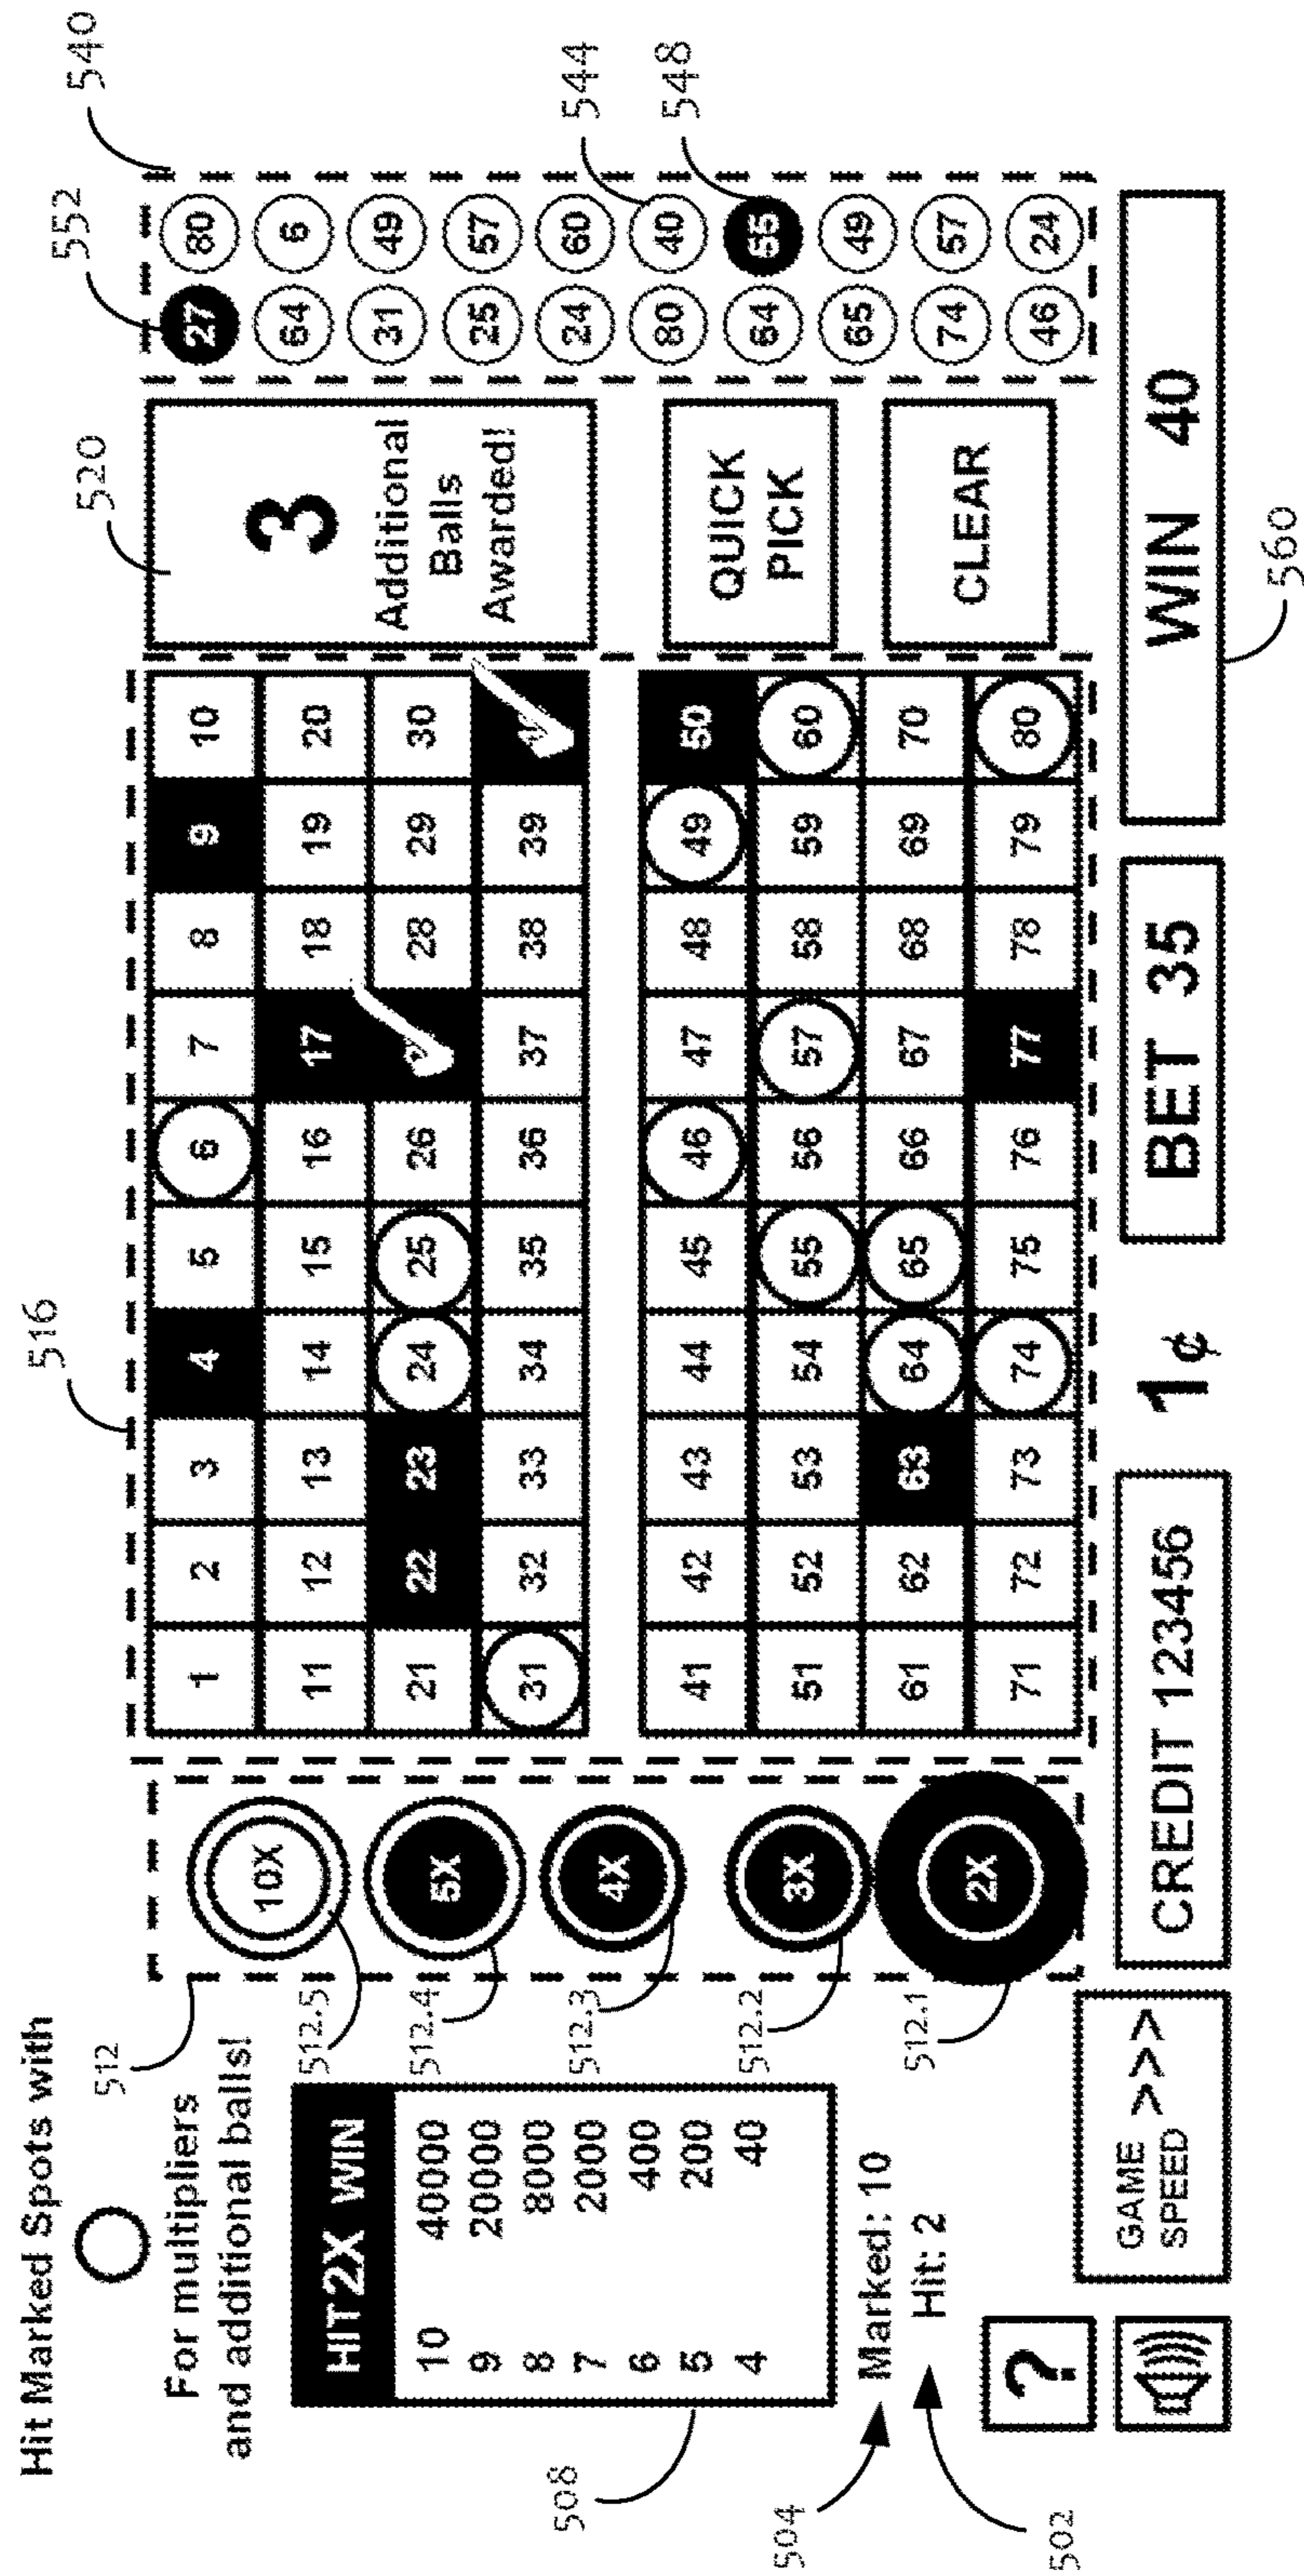 Hit Marked Spots with
For multipliers
and additional balls!
512
516
520
552
540
HIT 2X WIN
10 40000
9 20000
8 8000
7 2000
6 400
5 200
4 40
508
504
Marked: 10
502
Hit: 2
512.5
512.4
512.3
512.2
512.1
10X
5X
4X
3X
2X
1 2 3 4 5 6 7 8 9 10
11 12 13 14 15 16 17 18 19 20
21 22 23 24 25 26 28 29 30
31 32 33 34 35 36 37 38 39
41 42 43 44 45 46 47 48 49 50
51 52 53 54 55 56 57 58 59 60
61 62 63 64 65 66 67 68 69 70
71 72 73 74 75 76 77 78 79 80
3
Additional
Balls
Awarded!
QUICK
PICK
CLEAR
27 80
64 6
31 49
25 57
24 60
80 40
64 55
65 49
74 57
46 24
544
548
?
GAME
SPEED >>>
CREDIT 123456
1¢
BET 35
WIN 40
560